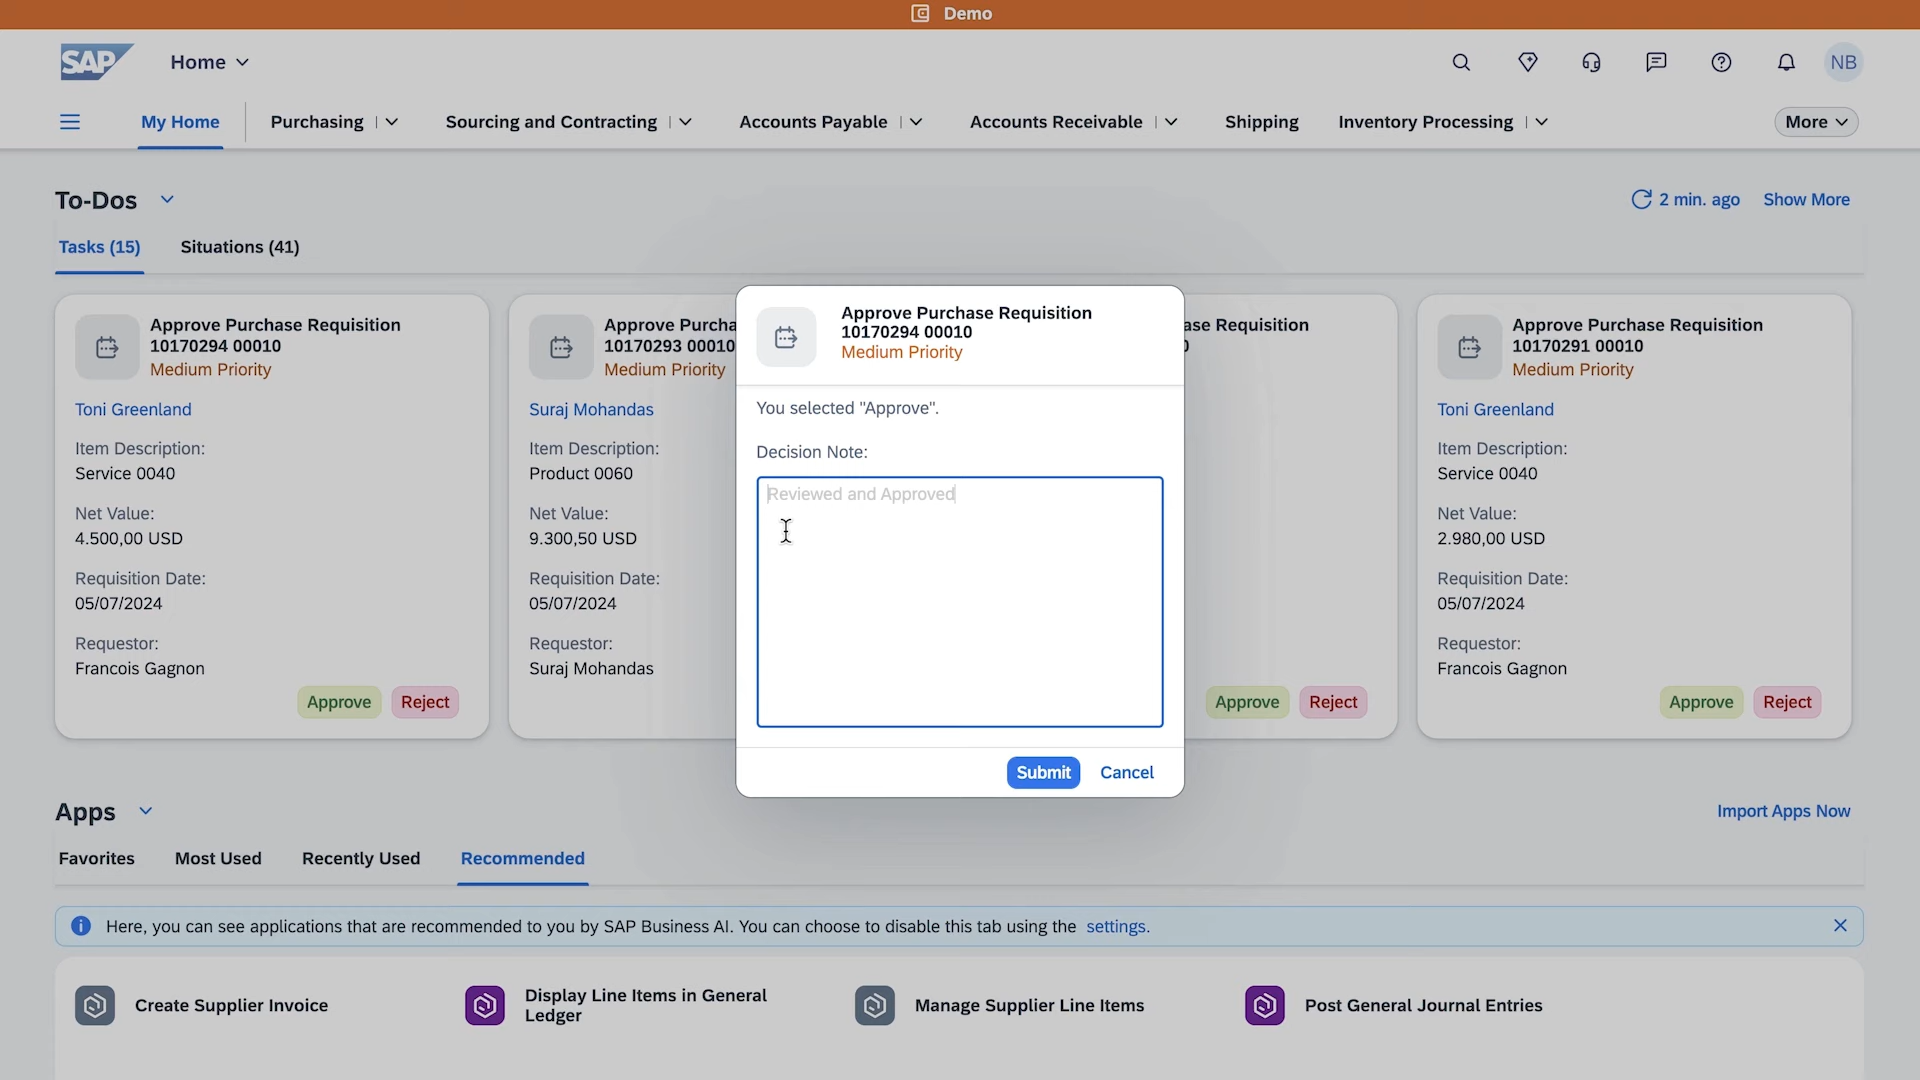 Demo
SAP
Home
NB
My Home
Purchasing
Sourcing and Contracting
Accounts Payable
Accounts Receivable
Shipping
Inventory Processing
More
To-Dos
2 min. ago
Show More
Tasks (15)
Situations (41)
Approve Purchase Requisition
10170294 00010
Medium Priority
Toni Greenland
Item Description:
Service 0040
Net Value:
4.500,00 USD
Requisition Date:
05/07/2024
Requestor:
Francois Gagnon
Approve
Reject
Approve Purcha
10170293 00010
Medium Priority
Suraj Mohandas
Item Description:
Product 0060
Net Value:
9.300,50 USD
Requisition Date:
05/07/2024
Requestor:
Suraj Mohandas
Approve Purchase Requisition
10170294 00010
Medium Priority
You selected "Approve".
Decision Note:
Reviewed and Approved
Submit
Cancel
ase Requisition
Approve
Reject
Approve Purchase Requisition
10170291 00010
Medium Priority
Toni Greenland
Item Description:
Service 0040
Net Value:
2.980,00 USD
Requisition Date:
05/07/2024
Requestor:
Francois Gagnon
Approve
Reject
Apps
Import Apps Now
Favorites
Most Used
Recently Used
Recommended
Here, you can see applications that are recommended to you by SAP Business AI. You can choose to disable this tab using the settings.
Create Supplier Invoice
Display Line Items in General
Ledger
Manage Supplier Line Items
Post General Journal Entries